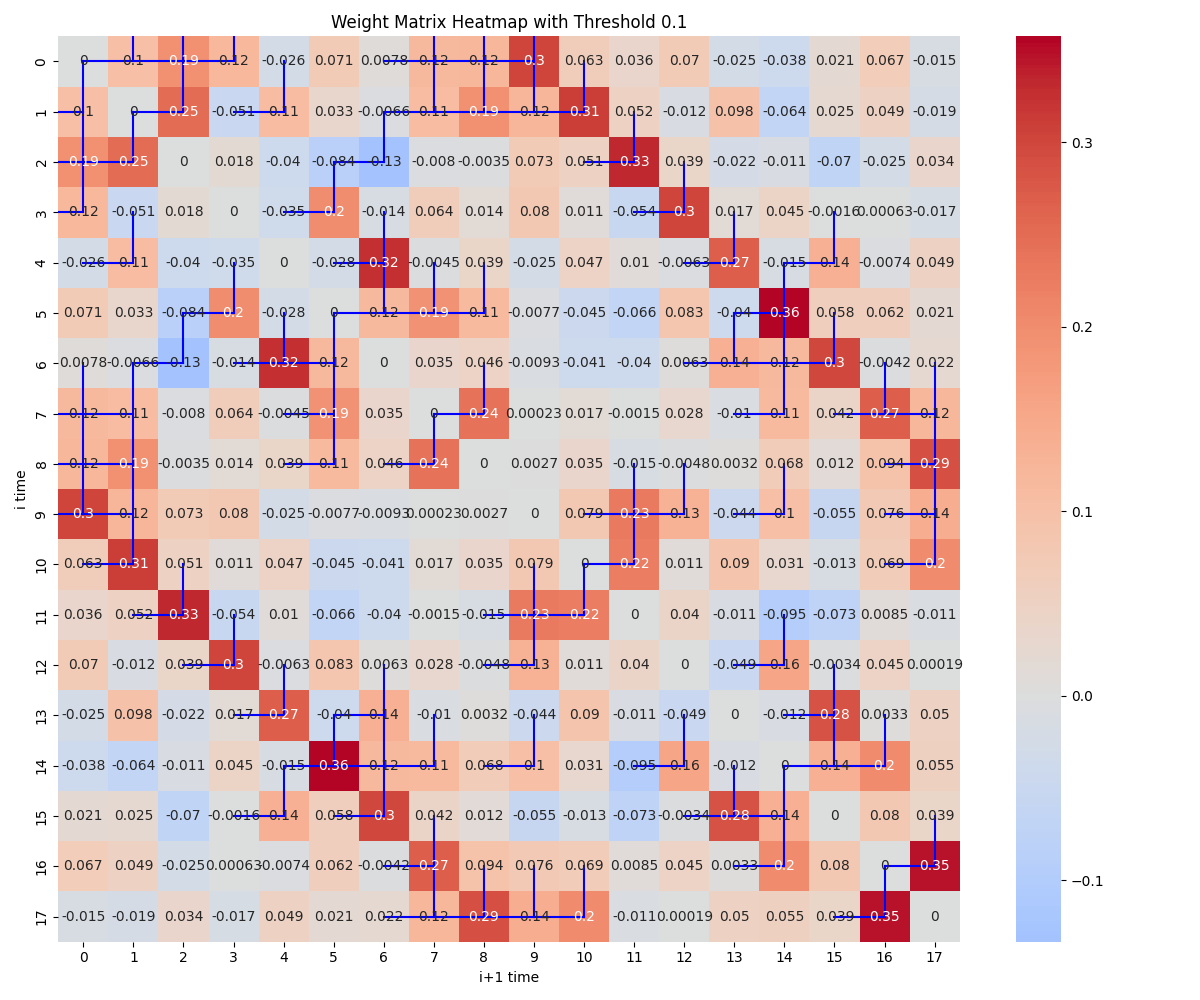 Weight Matrix Heatmap with Threshold 0.1
0 0 0.1 0.19 0.12 -0.026 0.071 0.0078 0.12 0.12 0.3 0.063 0.036 0.07 -0.025 -0.038 0.021 0.067 -0.015
1 0.1 0 0.25 -0.051 0.11 0.033 -0.0066 0.11 0.19 0.12 0.31 0.052 -0.012 0.098 -0.064 0.025 0.049 -0.019
2 0.19 0.25 0 0.018 -0.04 -0.084 -0.13 -0.008 -0.0035 0.073 0.051 0.33 0.039 -0.022 -0.011 -0.07 -0.025 0.034
3 0.12 -0.051 0.018 0 -0.035 0.2 -0.014 0.064 0.014 0.08 0.011 -0.054 0.3 0.017 0.045 -0.0016 0.00063 -0.017
4 -0.026 0.11 -0.04 -0.035 0 -0.028 0.32 -0.0045 0.039 -0.025 0.047 0.01 -0.0063 0.27 -0.015 0.14 -0.0074 0.049
5 0.071 0.033 -0.084 0.2 -0.028 0 0.12 0.19 0.11 -0.0077 -0.045 -0.066 0.083 -0.04 0.36 0.058 0.062 0.021
6 0.0078 -0.0066 -0.13 -0.014 0.32 0.12 0 0.035 0.046 -0.0093 -0.041 -0.04 0.0063 0.14 0.12 0.3 -0.0042 0.022
7 0.12 0.11 -0.008 0.064 -0.0045 0.19 0.035 0 0.24 0.00023 0.017 -0.0015 0.028 -0.01 0.11 0.042 0.27 0.12
8 0.12 0.19 -0.0035 0.014 0.039 0.11 0.046 0.24 0 0.0027 0.035 -0.015 -0.0048 0.0032 0.068 0.012 0.094 0.29
i time
9 0.3 0.12 0.073 0.08 -0.025 -0.0077 -0.0093 0.00023 0.0027 0 0.079 0.23 0.13 -0.044 0.1 -0.055 0.076 0.14
10 0.063 0.31 0.051 0.011 0.047 -0.045 -0.041 0.017 0.035 0.079 0 0.22 0.011 0.09 0.031 -0.013 0.069 0.2
11 0.036 0.052 0.33 -0.054 0.01 -0.066 -0.04 -0.0015 -0.015 0.23 0.22 0 0.04 -0.011 -0.095 -0.073 0.0085 -0.011
12 0.07 -0.012 0.039 0.3 -0.0063 0.083 0.0063 0.028 -0.0048 0.13 0.011 0.04 0 -0.049 0.16 -0.0034 0.045 0.00019
13 -0.025 0.098 -0.022 0.017 0.27 -0.04 0.14 -0.01 0.0032 -0.044 0.09 -0.011 -0.049 0 -0.012 0.28 0.0033 0.05
14 -0.038 -0.064 -0.011 0.045 -0.015 0.36 0.12 0.11 0.068 0.1 0.031 -0.095 0.16 -0.012 0 0.14 0.2 0.055
15 0.021 0.025 -0.07 -0.0016 0.14 0.058 0.3 0.042 0.012 -0.055 -0.013 -0.073 -0.0034 0.28 0.14 0 0.08 0.039
16 0.067 0.049 -0.025 0.00063 -0.0074 0.062 -0.0042 0.27 0.094 0.076 0.069 0.0085 0.045 0.0033 0.2 0.08 0 0.35
17 -0.015 -0.019 0.034 -0.017 0.049 0.021 0.022 0.12 0.29 0.14 0.2 -0.011 0.00019 0.05 0.055 0.039 0.35 0
0 1 2 3 4 5 6 7 8 9 10 11 12 13 14 15 16 17
i+1 time
0.3
0.2
0.1
0.0
−0.1